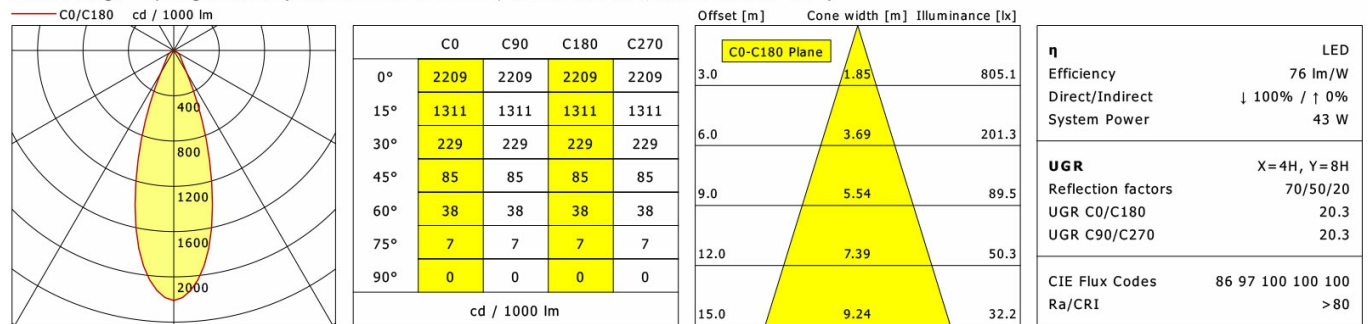 C0/C180 cd / 1000 lm
400
800
1200
1600
2000
C0 C90 C180 C270
0° 2209 2209 2209 2209
15° 1311 1311 1311 1311
30° 229 229 229 229
45° 85 85 85 85
60° 38 38 38 38
75° 7 7 7 7
90° 0 0 0 0
cd / 1000 lm
Offset [m] Cone width [m] Illuminance [lx]
C0-C180 Plane
3.0 1.85 805.1
6.0 3.69 201.3
9.0 5.54 89.5
12.0 7.39 50.3
15.0 9.24 32.2
η LED
Efficiency 76 lm/W
Direct/Indirect ↓ 100% / ↑ 0%
System Power 43 W
UGR X=4H, Y=8H
Reflection factors 70/50/20
UGR C0/C180 20.3
UGR C90/C270 20.3
CIE Flux Codes 86 97 100 100 100
Ra/CRI >80